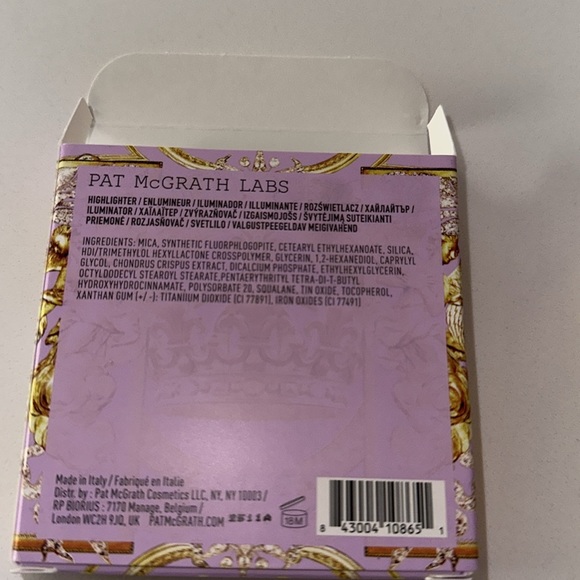 PAT McGRATH LABS
HIGHLIGHTER / ENLUMINEUR / ILUMINADOR / ILLUMINANTE / ROZŚWIETLACZ / ХАЙЛАЙТЪР /
ILUMINATOR / ХАЙЛАЙТЕР / ZVÝRAZŇOVAČ / IZGAISMOJOŠS / ŠVYTĖJIMĄ SUTEIKIANTI
PRIEMONĖ / ROZJASŇOVAČ / SVETLILO / VALGUSTPEEGELDAV MEIGIVAHEND
INGREDIENTS: MICA, SYNTHETIC FLUORPHLOGOPITE, CETEARYL ETHYLHEXANOATE, SILICA,
HDI/TRIMETHYLOL HEXYLLACTONE CROSSPOLYMER, GLYCERIN, 1,2-HEXANEDIOL, CAPRYLYL
GLYCOL, CHONDRUS CRISPUS EXTRACT, DICALCIUM PHOSPHATE, ETHYLHEXYLGLYCERIN,
OCTYLDODECYL STEAROYL STEARATE,PENTAERYTHRITYL TETRA-DI-T-BUTYL
HYDROXYHYDROCINNAMATE, POLYSORBATE 20, SQUALANE, TIN OXIDE, TOCOPHEROL,
XANTHAN GUM (+ / -): TITANIUM DIOXIDE (CI 77891), IRON OXIDES (CI 77491)
Made in Italy / Fabriqué en Italie
Distr. by : Pat McGrath Cosmetics LLC, NY, NY 10003 /
RP BIORIUS : 7170 Manage, Belgium /
London WC2H 9JQ, UK PATMcGRATH.COM 2511A
18M
8 43004 10865 1